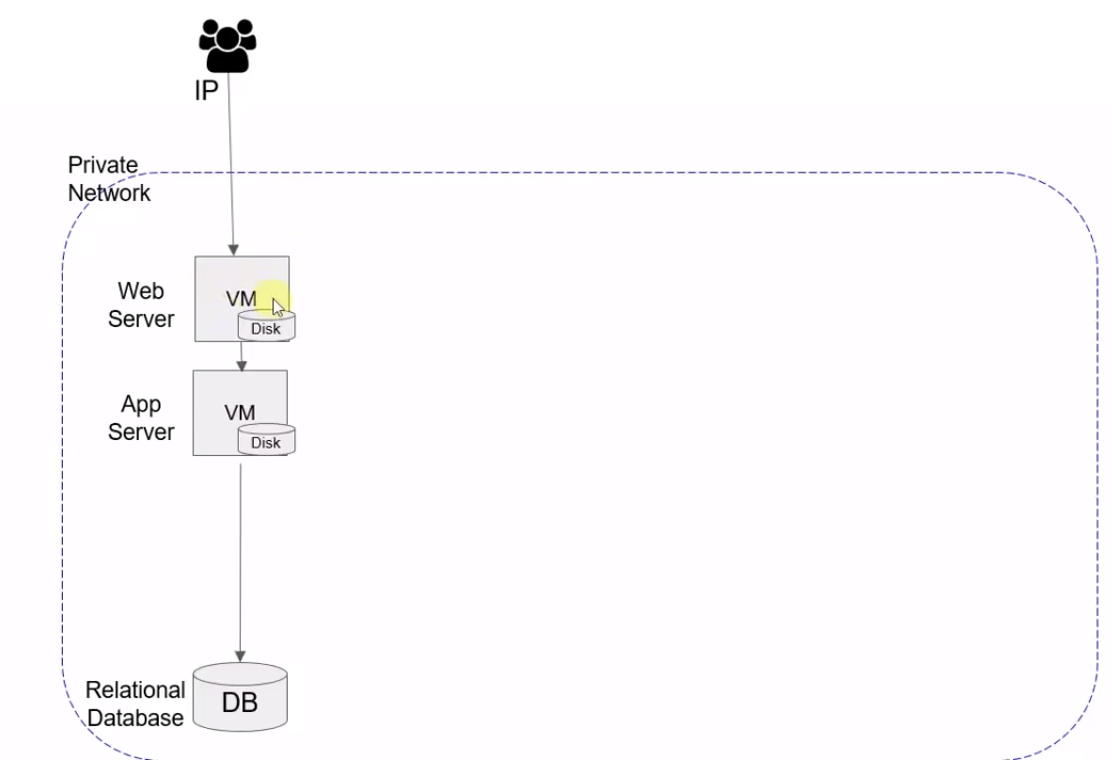 IP
Private
Network
Web
Server
VM
Disk
App
Server
VM
Disk
Relational
Database
DB